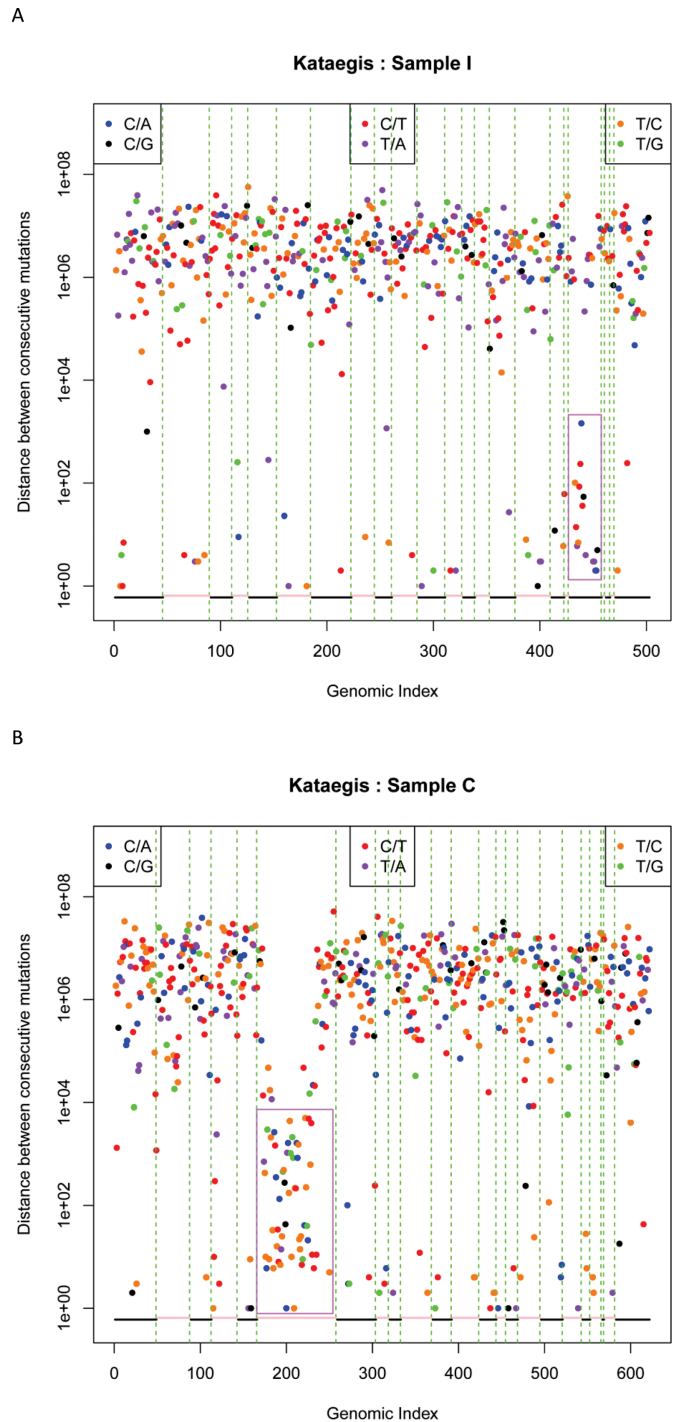 A
Kataegis : Sample I
C/A
C/G
C/T
T/A
T/C
T/G
Distance between consecutive mutations
1e+08
1e+06
1e+04
1e+02
1e+00
0 100 200 300 400 500
Genomic Index
B
Kataegis : Sample C
C/A
C/G
C/T
T/A
T/C
T/G
Distance between consecutive mutations
1e+08
1e+06
1e+04
1e+02
1e+00
0 100 200 300 400 500 600
Genomic Index